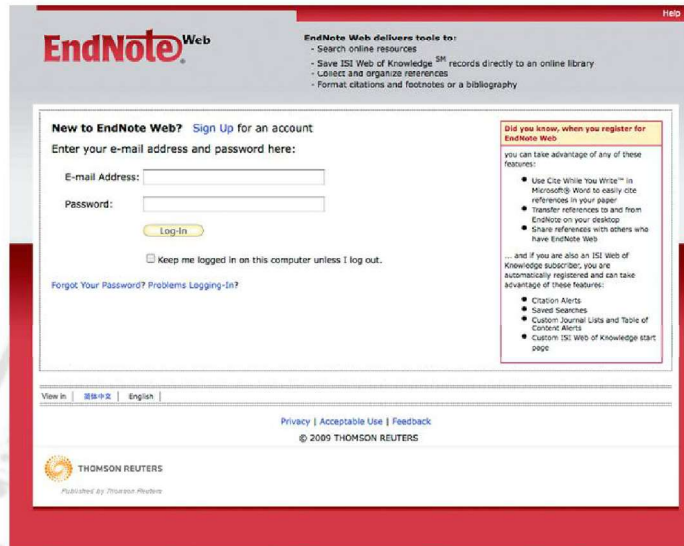 Help
EndNote® Web
EndNote Web delivers tools to:
- Search online resources
- Save ISI Web of Knowledge SM records directly to an online library
- Collect and organize references
- Format citations and footnotes or a bibliography
New to EndNote Web? Sign Up for an account
Enter your e-mail address and password here:
E-mail Address:
Password:
Log-In
Keep me logged in on this computer unless I log out.
Forgot Your Password? Problems Logging-In?
Did you know, when you register for
EndNote Web
you can take advantage of any of these
features:
● Use Cite While You Write™ in
Microsoft® Word to easily cite
references in your paper
● Transfer references to and from
EndNote on your desktop
● Share references with others who
have EndNote Web
... and if you are also an ISI Web of
Knowledge subscriber, you are
automatically registered and can take
advantage of these features:
● Citation Alerts
● Saved Searches
● Custom Journal Lists and Table of
Content Alerts
● Custom ISI Web of Knowledge start
page
View in | 简体中文 | English |
Privacy | Acceptable Use | Feedback
© 2009 THOMSON REUTERS
THOMSON REUTERS
Published by Thomson Reuters